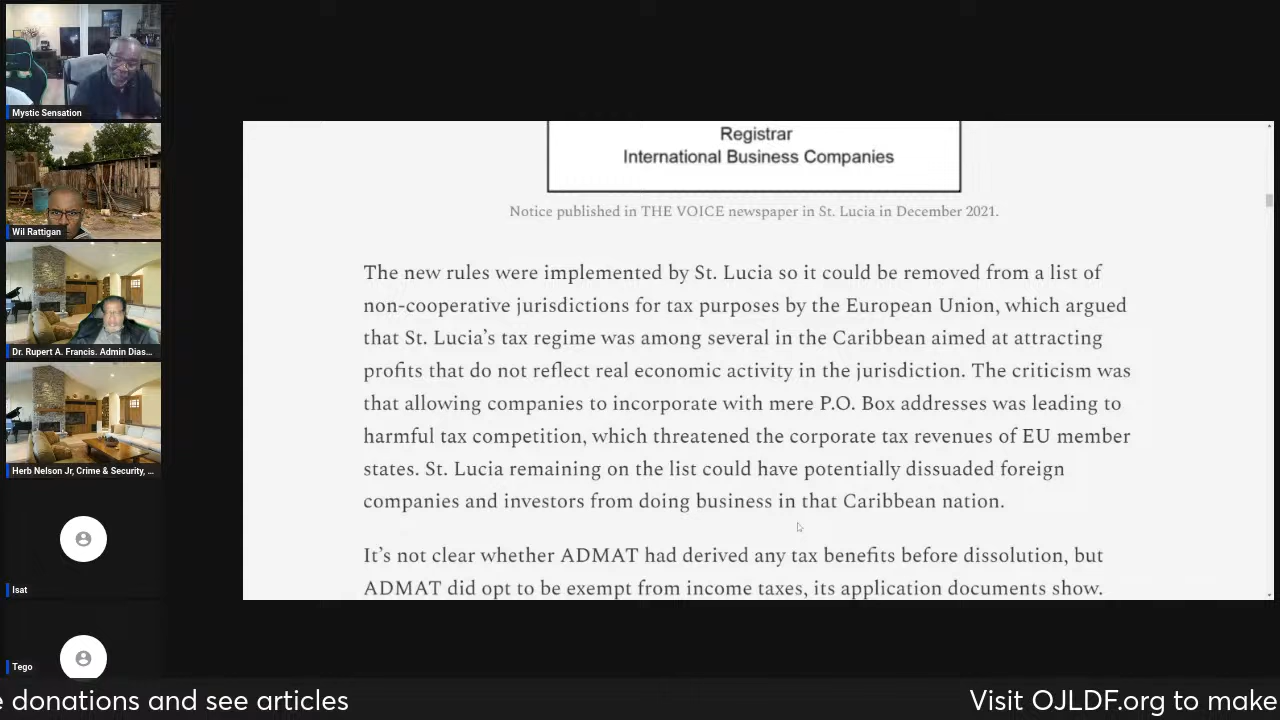 Mystic Sensation
Wil Rattigan
Dr. Rupert A. Francis. Admin Dias...
Herb Nelson Jr, Crime & Security, ...
Isat
Tego
Registrar
International Business Companies
Notice published in THE VOICE newspaper in St. Lucia in December 2021.
The new rules were implemented by St. Lucia so it could be removed from a list of
non-cooperative jurisdictions for tax purposes by the European Union, which argued
that St. Lucia’s tax regime was among several in the Caribbean aimed at attracting
profits that do not reflect real economic activity in the jurisdiction. The criticism was
that allowing companies to incorporate with mere P.O. Box addresses was leading to
harmful tax competition, which threatened the corporate tax revenues of EU member
states. St. Lucia remaining on the list could have potentially dissuaded foreign
companies and investors from doing business in that Caribbean nation.
It’s not clear whether ADMAT had derived any tax benefits before dissolution, but
ADMAT did opt to be exempt from income taxes, its application documents show.
e donations and see articles
Visit OJLDF.org to make